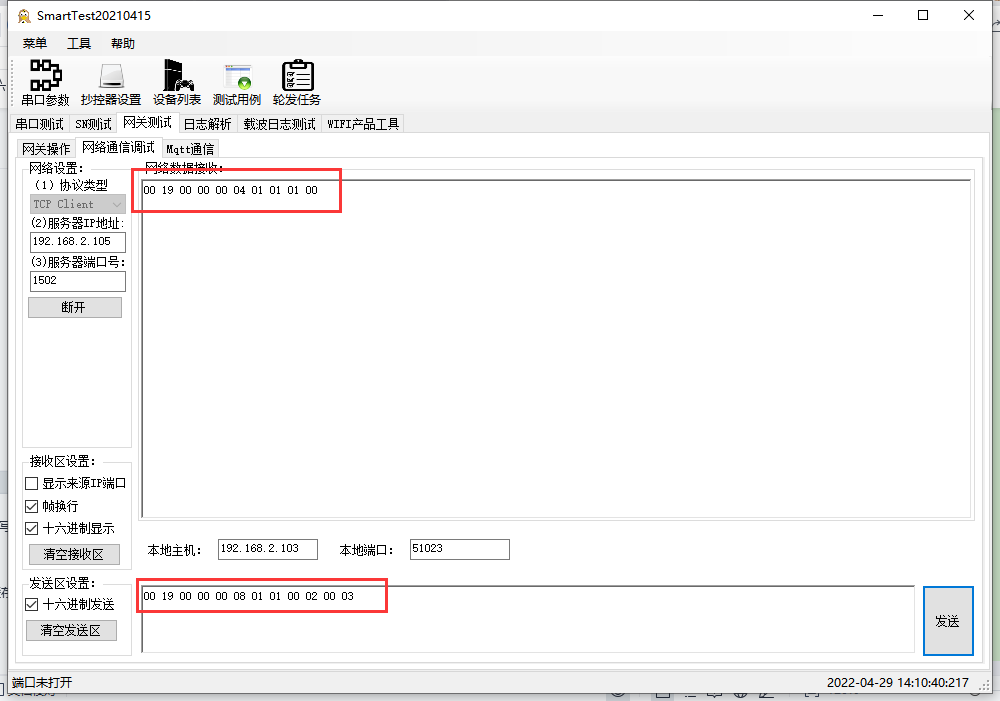 SmartTest20210415
菜单 工具 帮助
串口参数 抄控器设置 设备列表 测试用例 轮发任务
串口测试 SN测试 网关测试 日志解析 载波日志测试 WIFI产品工具
网关操作 网络通信调试 Mqtt通信
网络设置:
(1) 协议类型
TCP Client
(2)服务器IP地址:
192.168.2.105
(3)服务器端口号:
1502
断开
网络数据接收:
00 19 00 00 00 04 01 01 01 00
接收区设置:
显示来源IP端口
帧换行
十六进制显示
清空接收区
本地主机: 192.168.2.103 本地端口: 51023
发送区设置:
十六进制发送
清空发送区
00 19 00 00 00 08 01 01 00 02 00 03
发送
端口未打开 2022-04-29 14:10:40:217